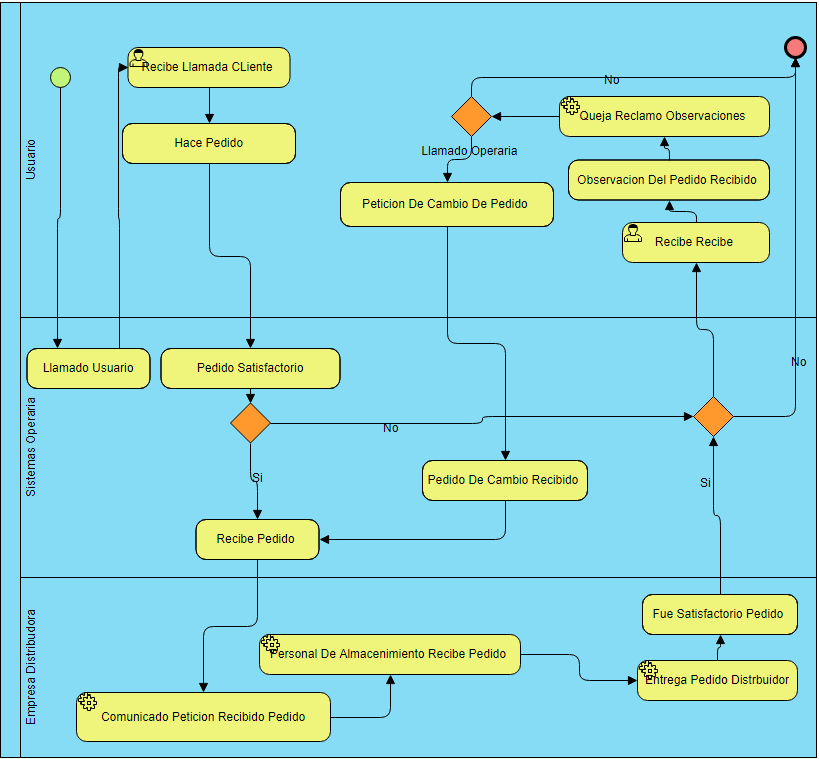 Usuario
Recibe Llamada CLiente
Hace Pedido
No
Queja Reclamo Observaciones
Llamado Operaria
Observacion Del Pedido Recibido
Peticion De Cambio De Pedido
Recibe Recibe
Sistemas Operaria
Llamado Usuario
Pedido Satisfactorio
No
No
Si
Pedido De Cambio Recibido
Si
Recibe Pedido
Empresa Distribudora
Fue Satisfactorio Pedido
Personal De Almacenimiento Recibe Pedido
Entrega Pedido Distrbuidor
Comunicado Peticion Recibido Pedido